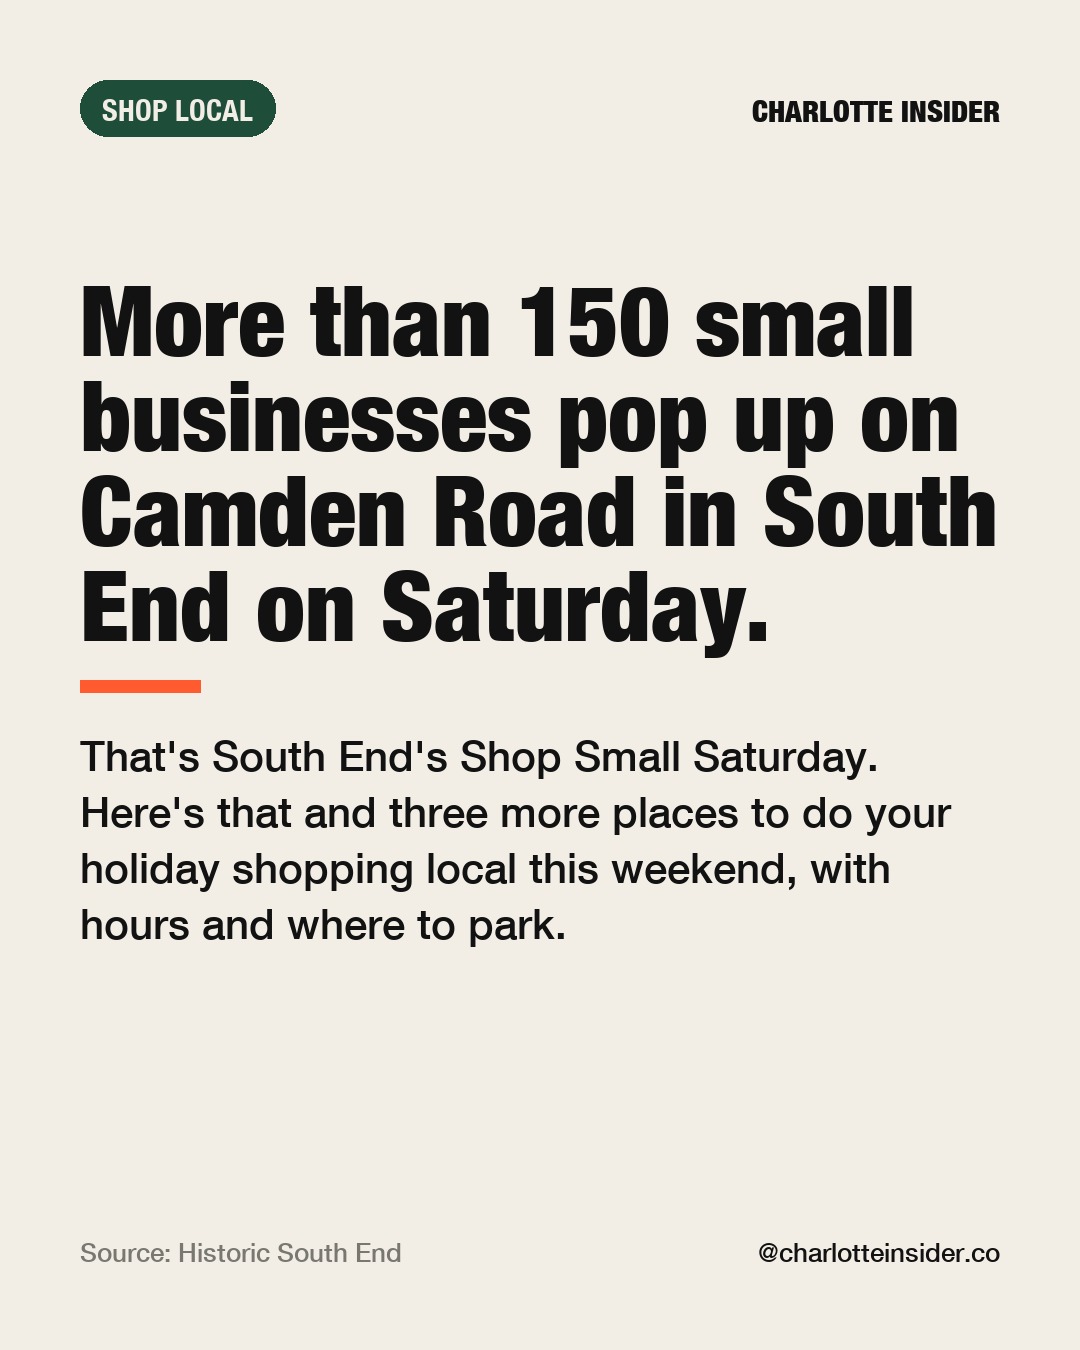 SHOP LOCAL
CHARLOTTE INSIDER
More than 150 small
businesses pop up on
Camden Road in South
End on Saturday.
That's South End's Shop Small Saturday.
Here's that and three more places to do your
holiday shopping local this weekend, with
hours and where to park.
Source: Historic South End
@charlotteinsider.co